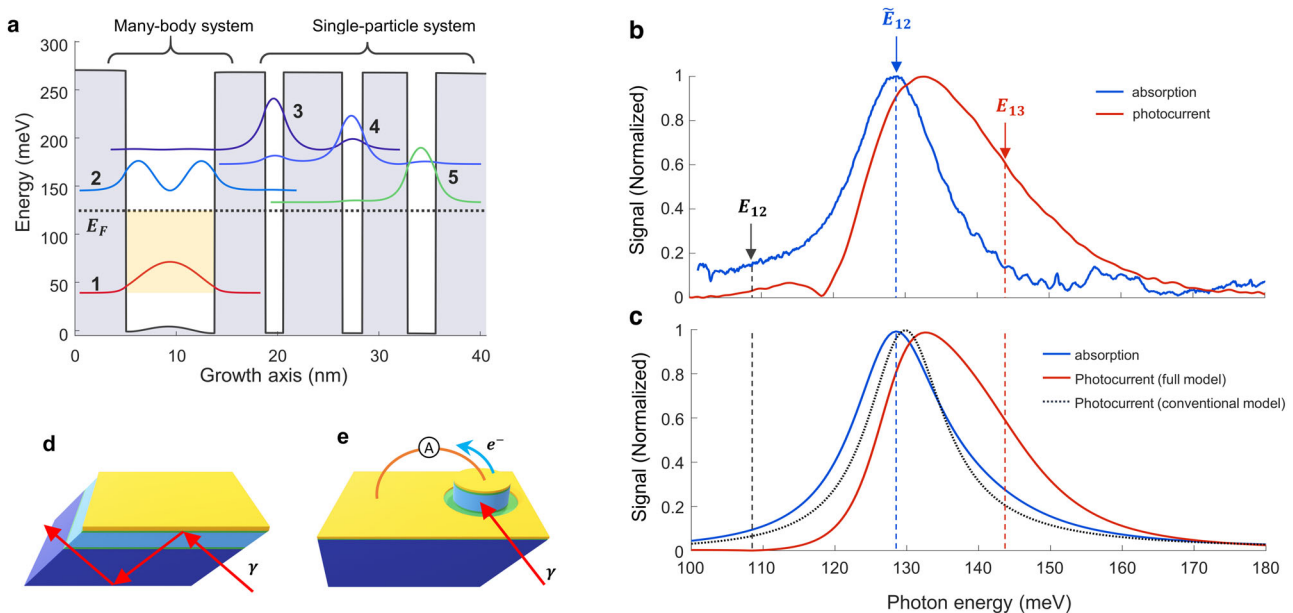 a
Many-body system
Single-particle system
300
250
200
150
100
50
0
Energy (meV)
1
2
3
4
5
E_F
0
10
20
30
40
Growth axis (nm)
b
Ẽ₁₂
E₁₃
E₁₂
absorption
photocurrent
1
0.8
0.6
0.4
0.2
0
Signal (Normalized)
c
absorption
Photocurrent (full model)
Photocurrent (conventional model)
1
0.8
0.6
0.4
0.2
0
Signal (Normalized)
100
110
120
130
140
150
160
170
180
Photon energy (meV)
d
γ
e
A
e⁻
γ